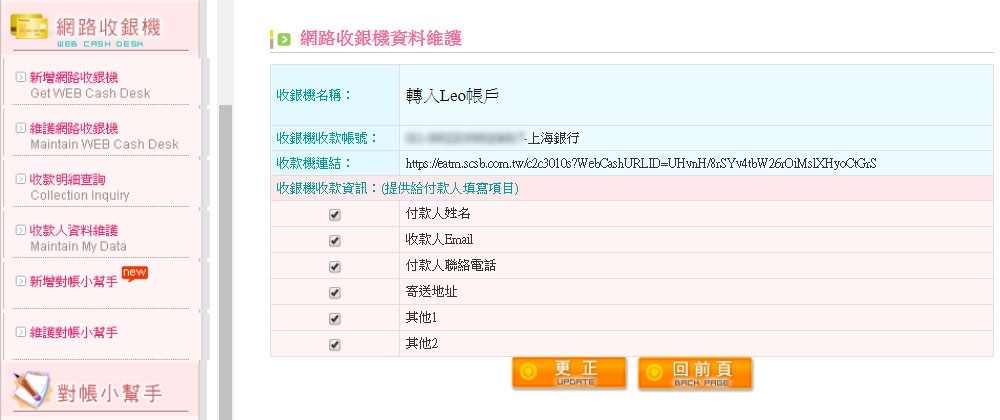 網路收銀機
WEB CASH DESK
新增網路收銀機
Get WEB Cash Desk
維護網路收銀機
Maintain WEB Cash Desk
收款明細查詢
Collection Inquiry
收款人資料維護
Maintain My Data
新增對帳小幫手 new
維護對帳小幫手
對帳小幫手
網路收銀機資料維護
收銀機名稱： 轉入Leo帳戶
收銀機收款帳號： -上海銀行
收款機連結： https://eatm.scsb.com.tw/c2c3010s?WebCashURLID=UHvnH/8rSYv4tbW26rOiMslXHyoCtGrS
收銀機收款資訊：(提供給付款人填寫項目)
付款人姓名
收款人Email
付款人聯絡電話
寄送地址
其他1
其他2
更正 回前頁
UPDATE BACK PAGE